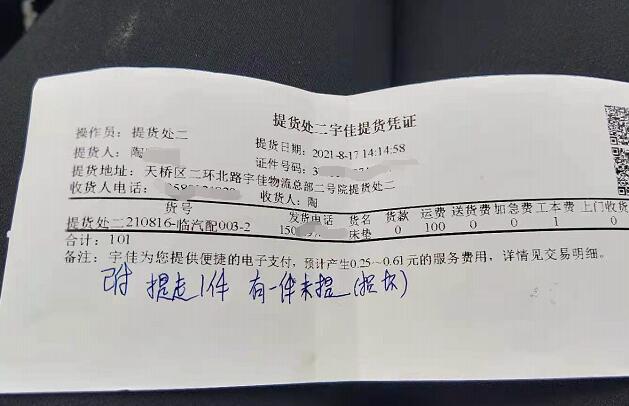 提货处二宇佳提货凭证
操作员：提货处二
提货日期：2021-8-17 14:14:58
提货人：陶
证件号码：3
提货地址：天桥区二环北路宇佳物流总部二号院提货处二
收货人电话：
收货人：陶
货号 发货电话 货名 货款 运费 送货费 加急费 工本费 上门收货
提货处二210816-临汽配003-2 150 床垫 0 100 0 0 1 0
合计：101
备注：宇佳为您提供便捷的电子支付，预计产生0.25~0.61元的服务费用，详情见交易明细。
提走1件 有一件未提（损坏）